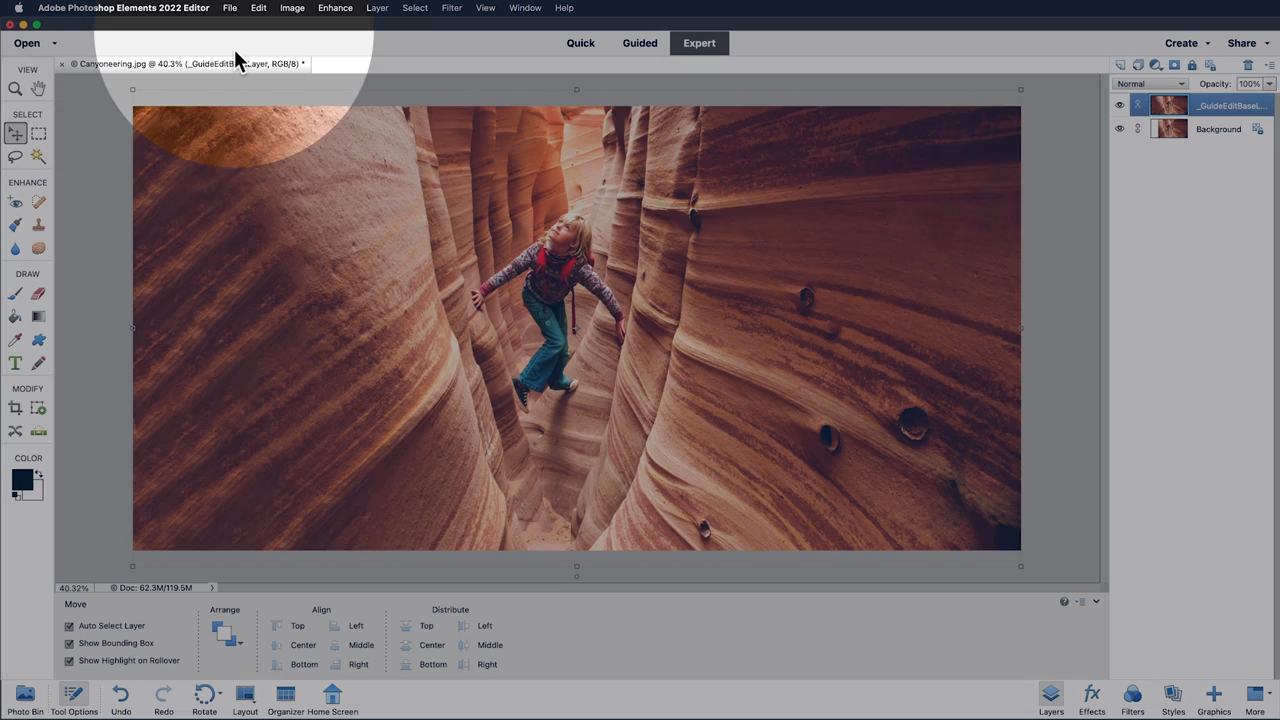 Adobe Photoshop Elements 2022 Editor File Edit Image Enhance Layer Select Filter View Window Help
Open Quick Guided Expert Create Share
VIEW × © Canyoneering.jpg @ 40.3% (_GuideEditB Layer, RGB/8) *
Normal Opacity: 100%
_GuideEditBaseL...
SELECT
Background
ENHANCE
DRAW
MODIFY
COLOR
40.32% © Doc: 62.3M/119.5M
Move Arrange Align Distribute
Auto Select Layer Top Left Top Left
Show Bounding Box Center Middle Center Middle
Show Highlight on Rollover Bottom Right Bottom Right
Photo Bin Tool Options Undo Redo Rotate Layout Organizer Home Screen Layers Effects Filters Styles Graphics More